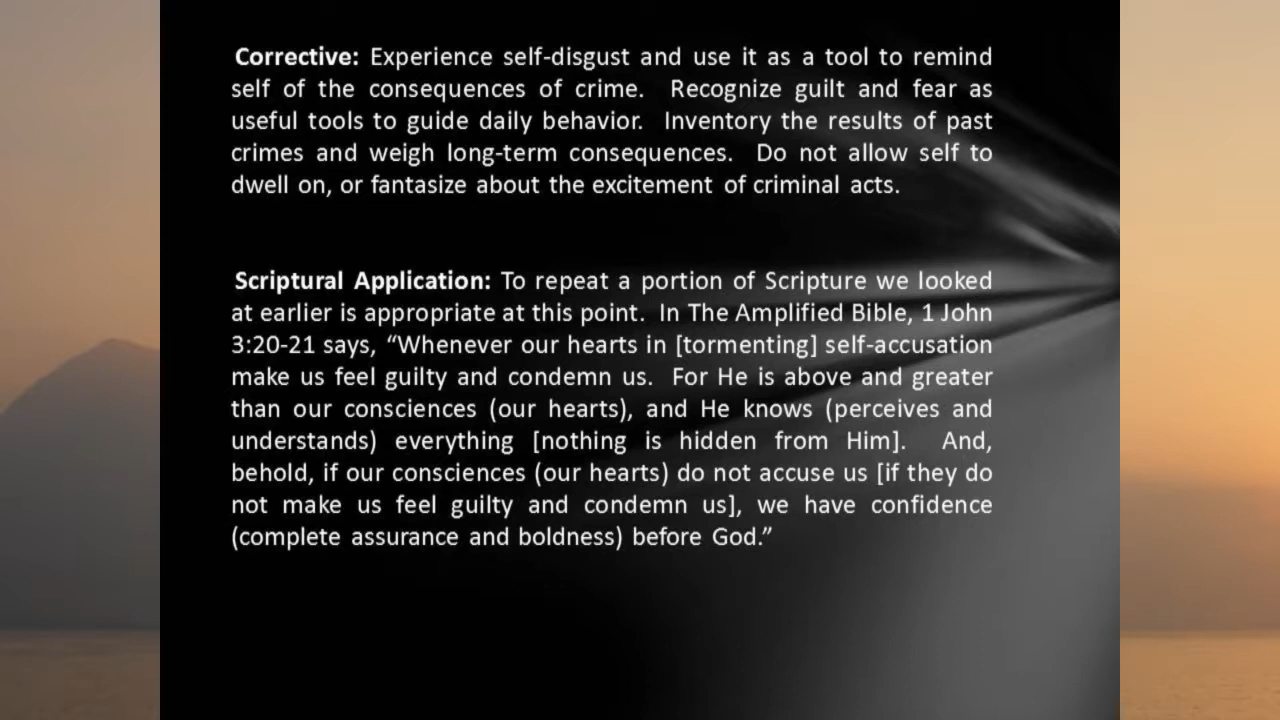 Corrective: Experience self-disgust and use it as a tool to remind
self of the consequences of crime. Recognize guilt and fear as
useful tools to guide daily behavior. Inventory the results of past
crimes and weigh long-term consequences. Do not allow self to
dwell on, or fantasize about the excitement of criminal acts.
Scriptural Application: To repeat a portion of Scripture we looked
at earlier is appropriate at this point. In The Amplified Bible, 1 John
3:20-21 says, “Whenever our hearts in [tormenting] self-accusation
make us feel guilty and condemn us. For He is above and greater
than our consciences (our hearts), and He knows (perceives and
understands) everything [nothing is hidden from Him]. And,
behold, if our consciences (our hearts) do not accuse us [if they do
not make us feel guilty and condemn us], we have confidence
(complete assurance and boldness) before God.”